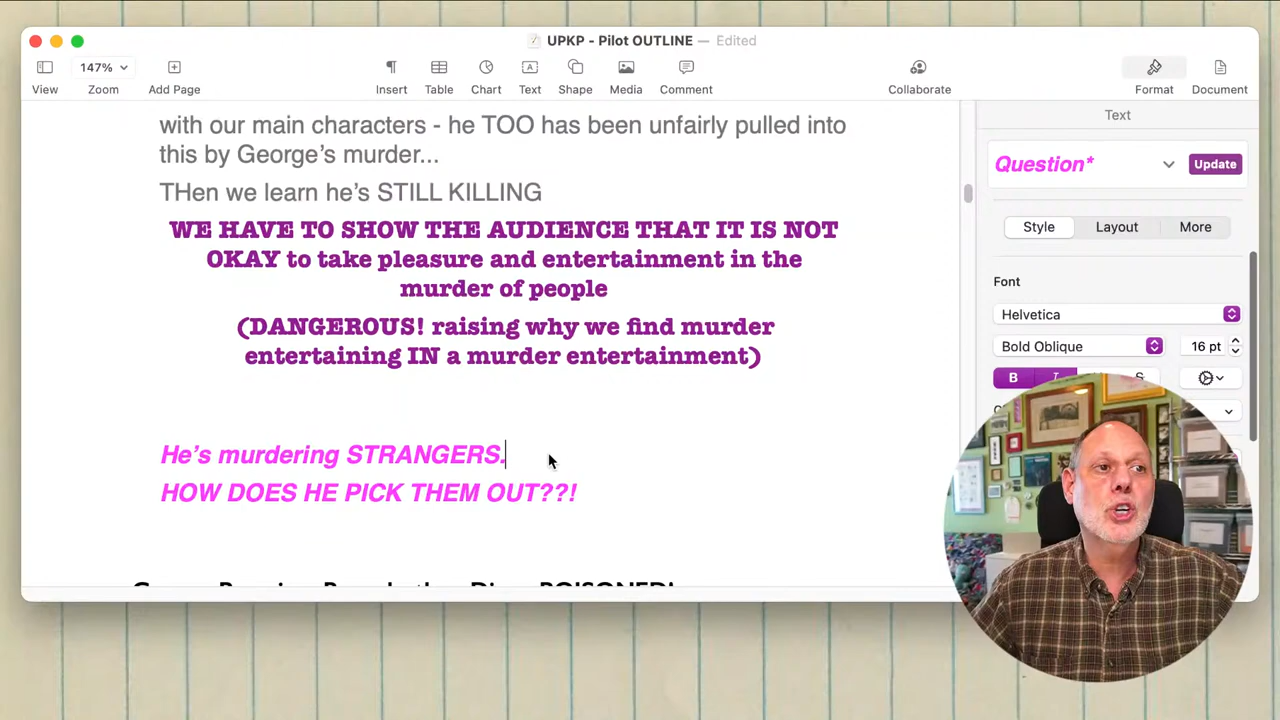 UPKP - Pilot OUTLINE — Edited
147%
View
Zoom
Add Page
Insert
Table
Chart
Text
Shape
Media
Comment
Collaborate
Format
Document
with our main characters - he TOO has been unfairly pulled into
this by George's murder...
THen we learn he's STILL KILLING
WE HAVE TO SHOW THE AUDIENCE THAT IT IS NOT
OKAY to take pleasure and entertainment in the
murder of people
(DANGEROUS! raising why we find murder
entertaining IN a murder entertainment)
He's murdering STRANGERS.
HOW DOES HE PICK THEM OUT??!
Text
Question*
Update
Style
Layout
More
Font
Helvetica
Bold Oblique
16 pt
B
I
S